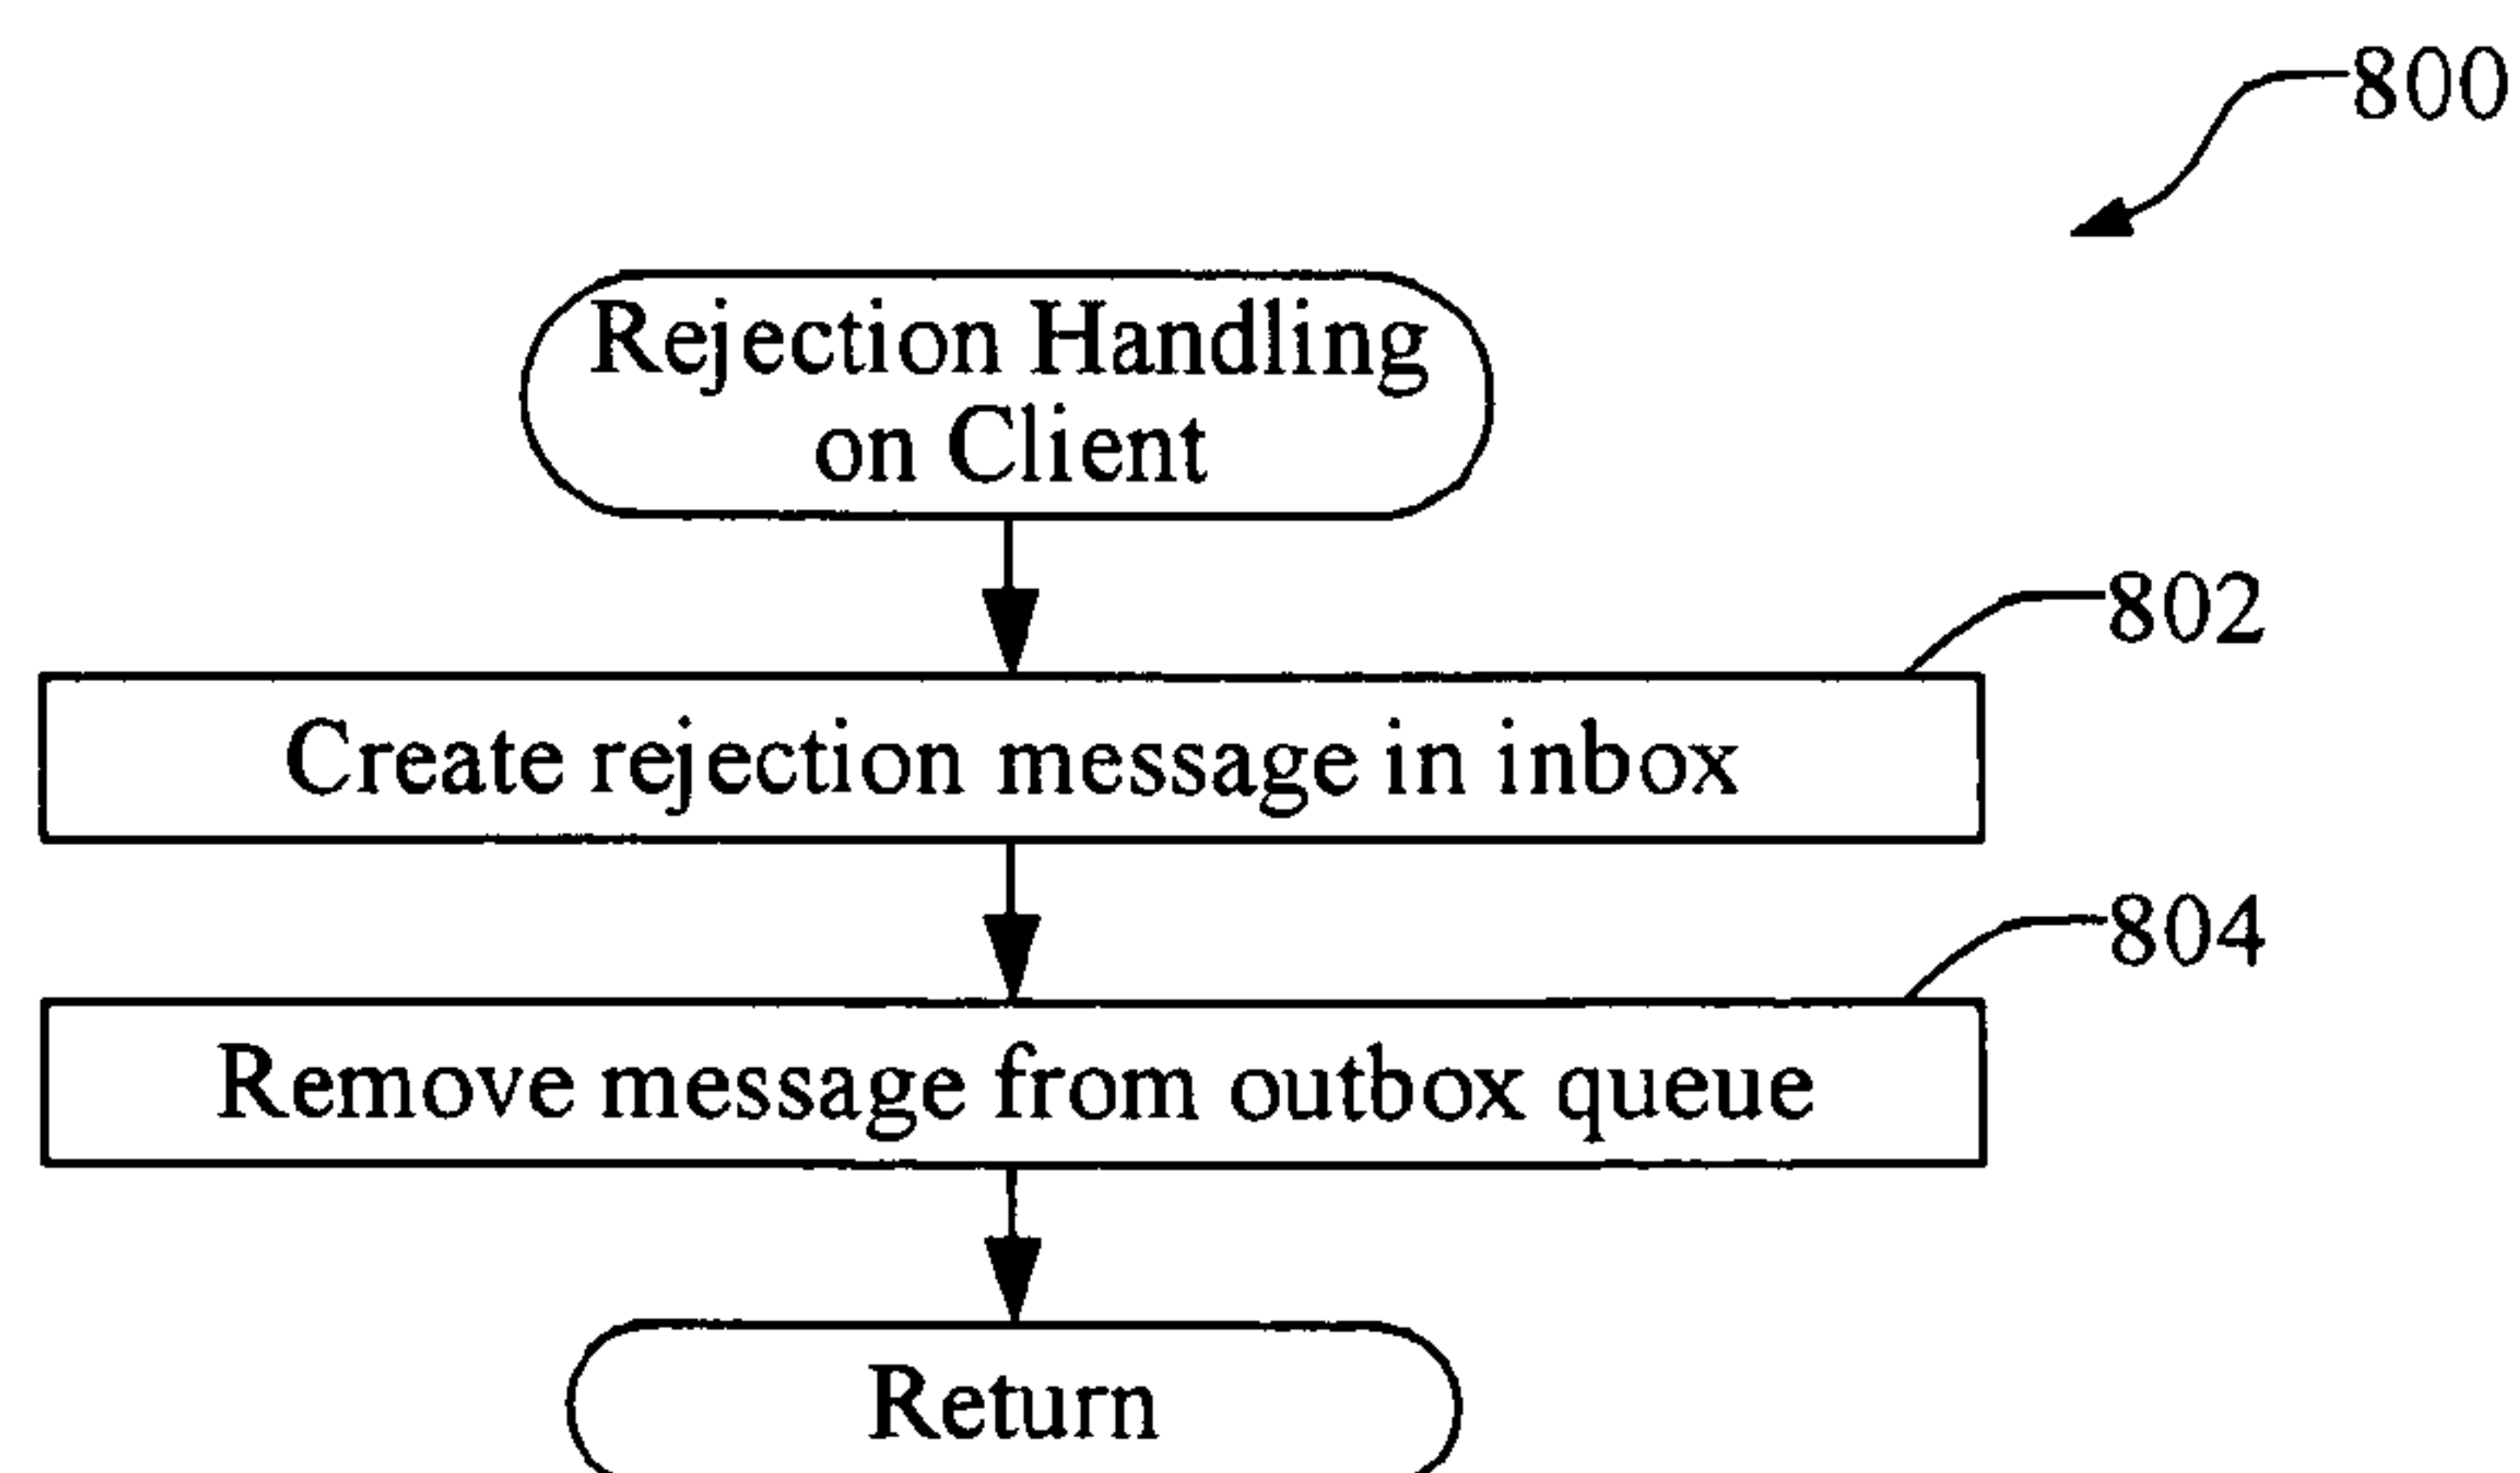 800
Rejection Handling
on Client
802
Create rejection message in inbox
804
Remove message from outbox queue
Return